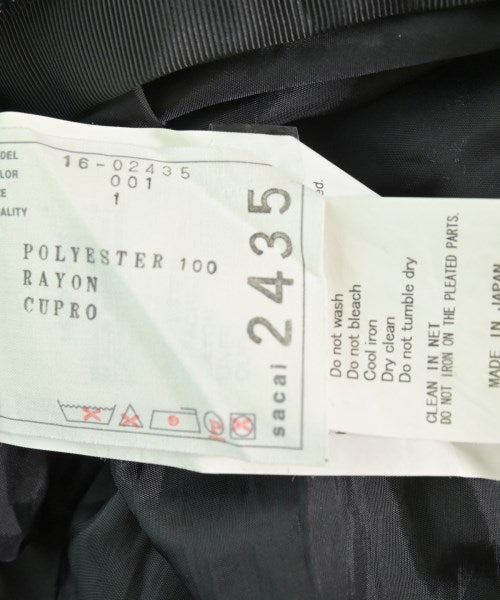 DEL 16-02435
LOR 001
E 1
ALITY
POLYESTER 100
RAYON
CUPRO
sacai 2435
ed.
Do not wash
Do not bleach
Cool iron
Dry clean
Do not tumble dry
CLEAN IN NET
DO NOT IRON ON THE PLEATED PARTS.
MADE IN JAPAN